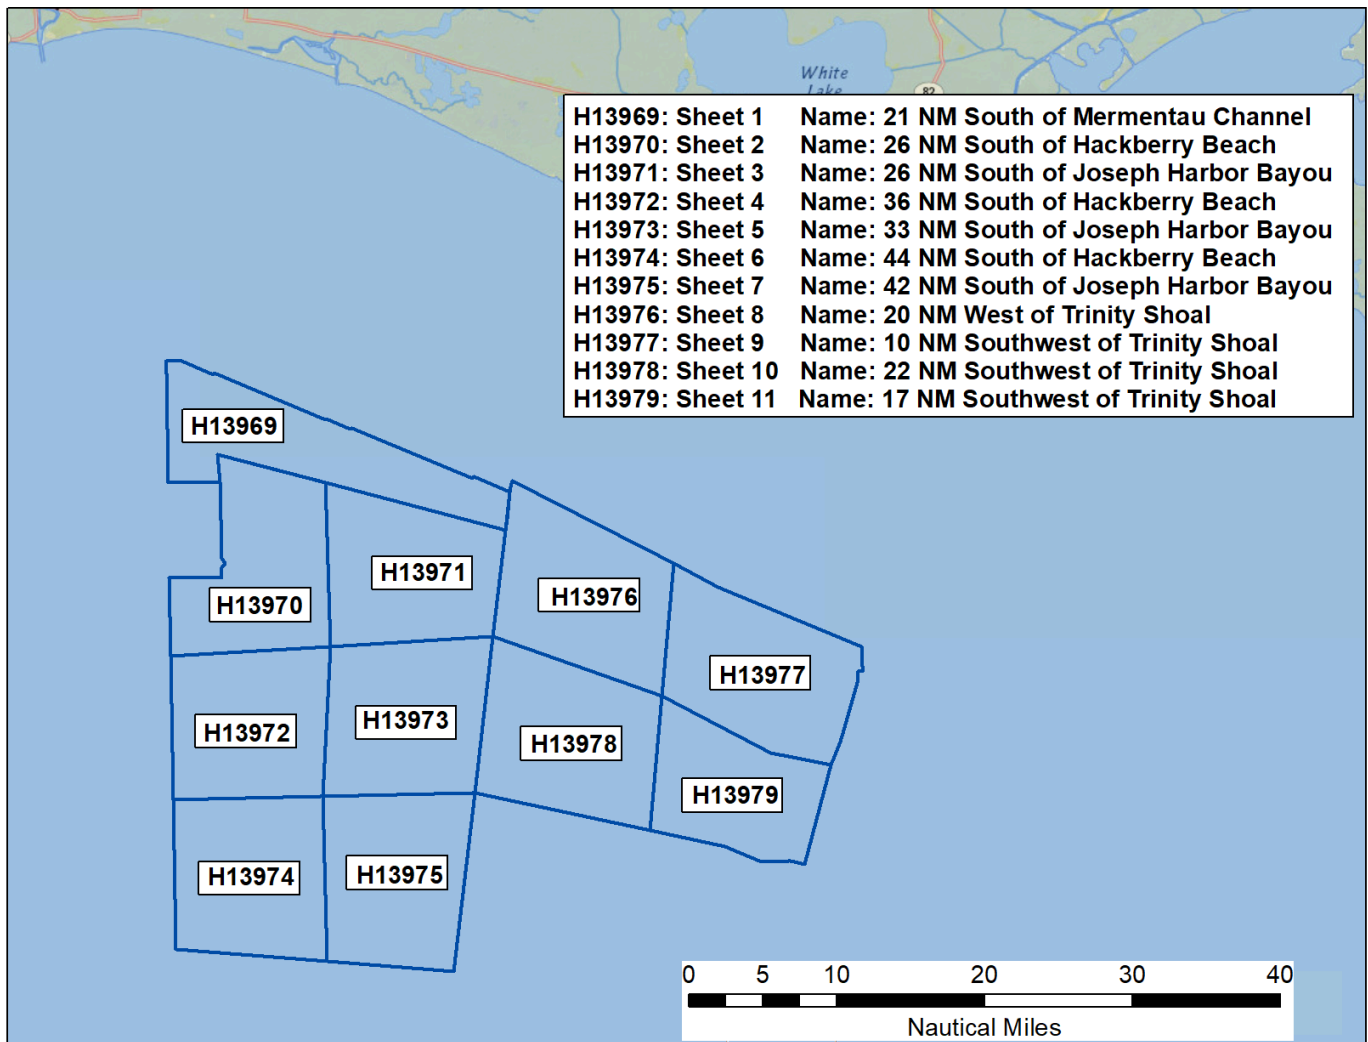 White
Lake
82
H13969: Sheet 1 Name: 21 NM South of Mermentau Channel
H13970: Sheet 2 Name: 26 NM South of Hackberry Beach
H13971: Sheet 3 Name: 26 NM South of Joseph Harbor Bayou
H13972: Sheet 4 Name: 36 NM South of Hackberry Beach
H13973: Sheet 5 Name: 33 NM South of Joseph Harbor Bayou
H13974: Sheet 6 Name: 44 NM South of Hackberry Beach
H13975: Sheet 7 Name: 42 NM South of Joseph Harbor Bayou
H13976: Sheet 8 Name: 20 NM West of Trinity Shoal
H13977: Sheet 9 Name: 10 NM Southwest of Trinity Shoal
H13978: Sheet 10 Name: 22 NM Southwest of Trinity Shoal
H13979: Sheet 11 Name: 17 NM Southwest of Trinity Shoal
H13969
H13971
H13976
H13970
H13977
H13973
H13972
H13978
H13979
H13974
H13975
0 5 10 20 30 40
Nautical Miles